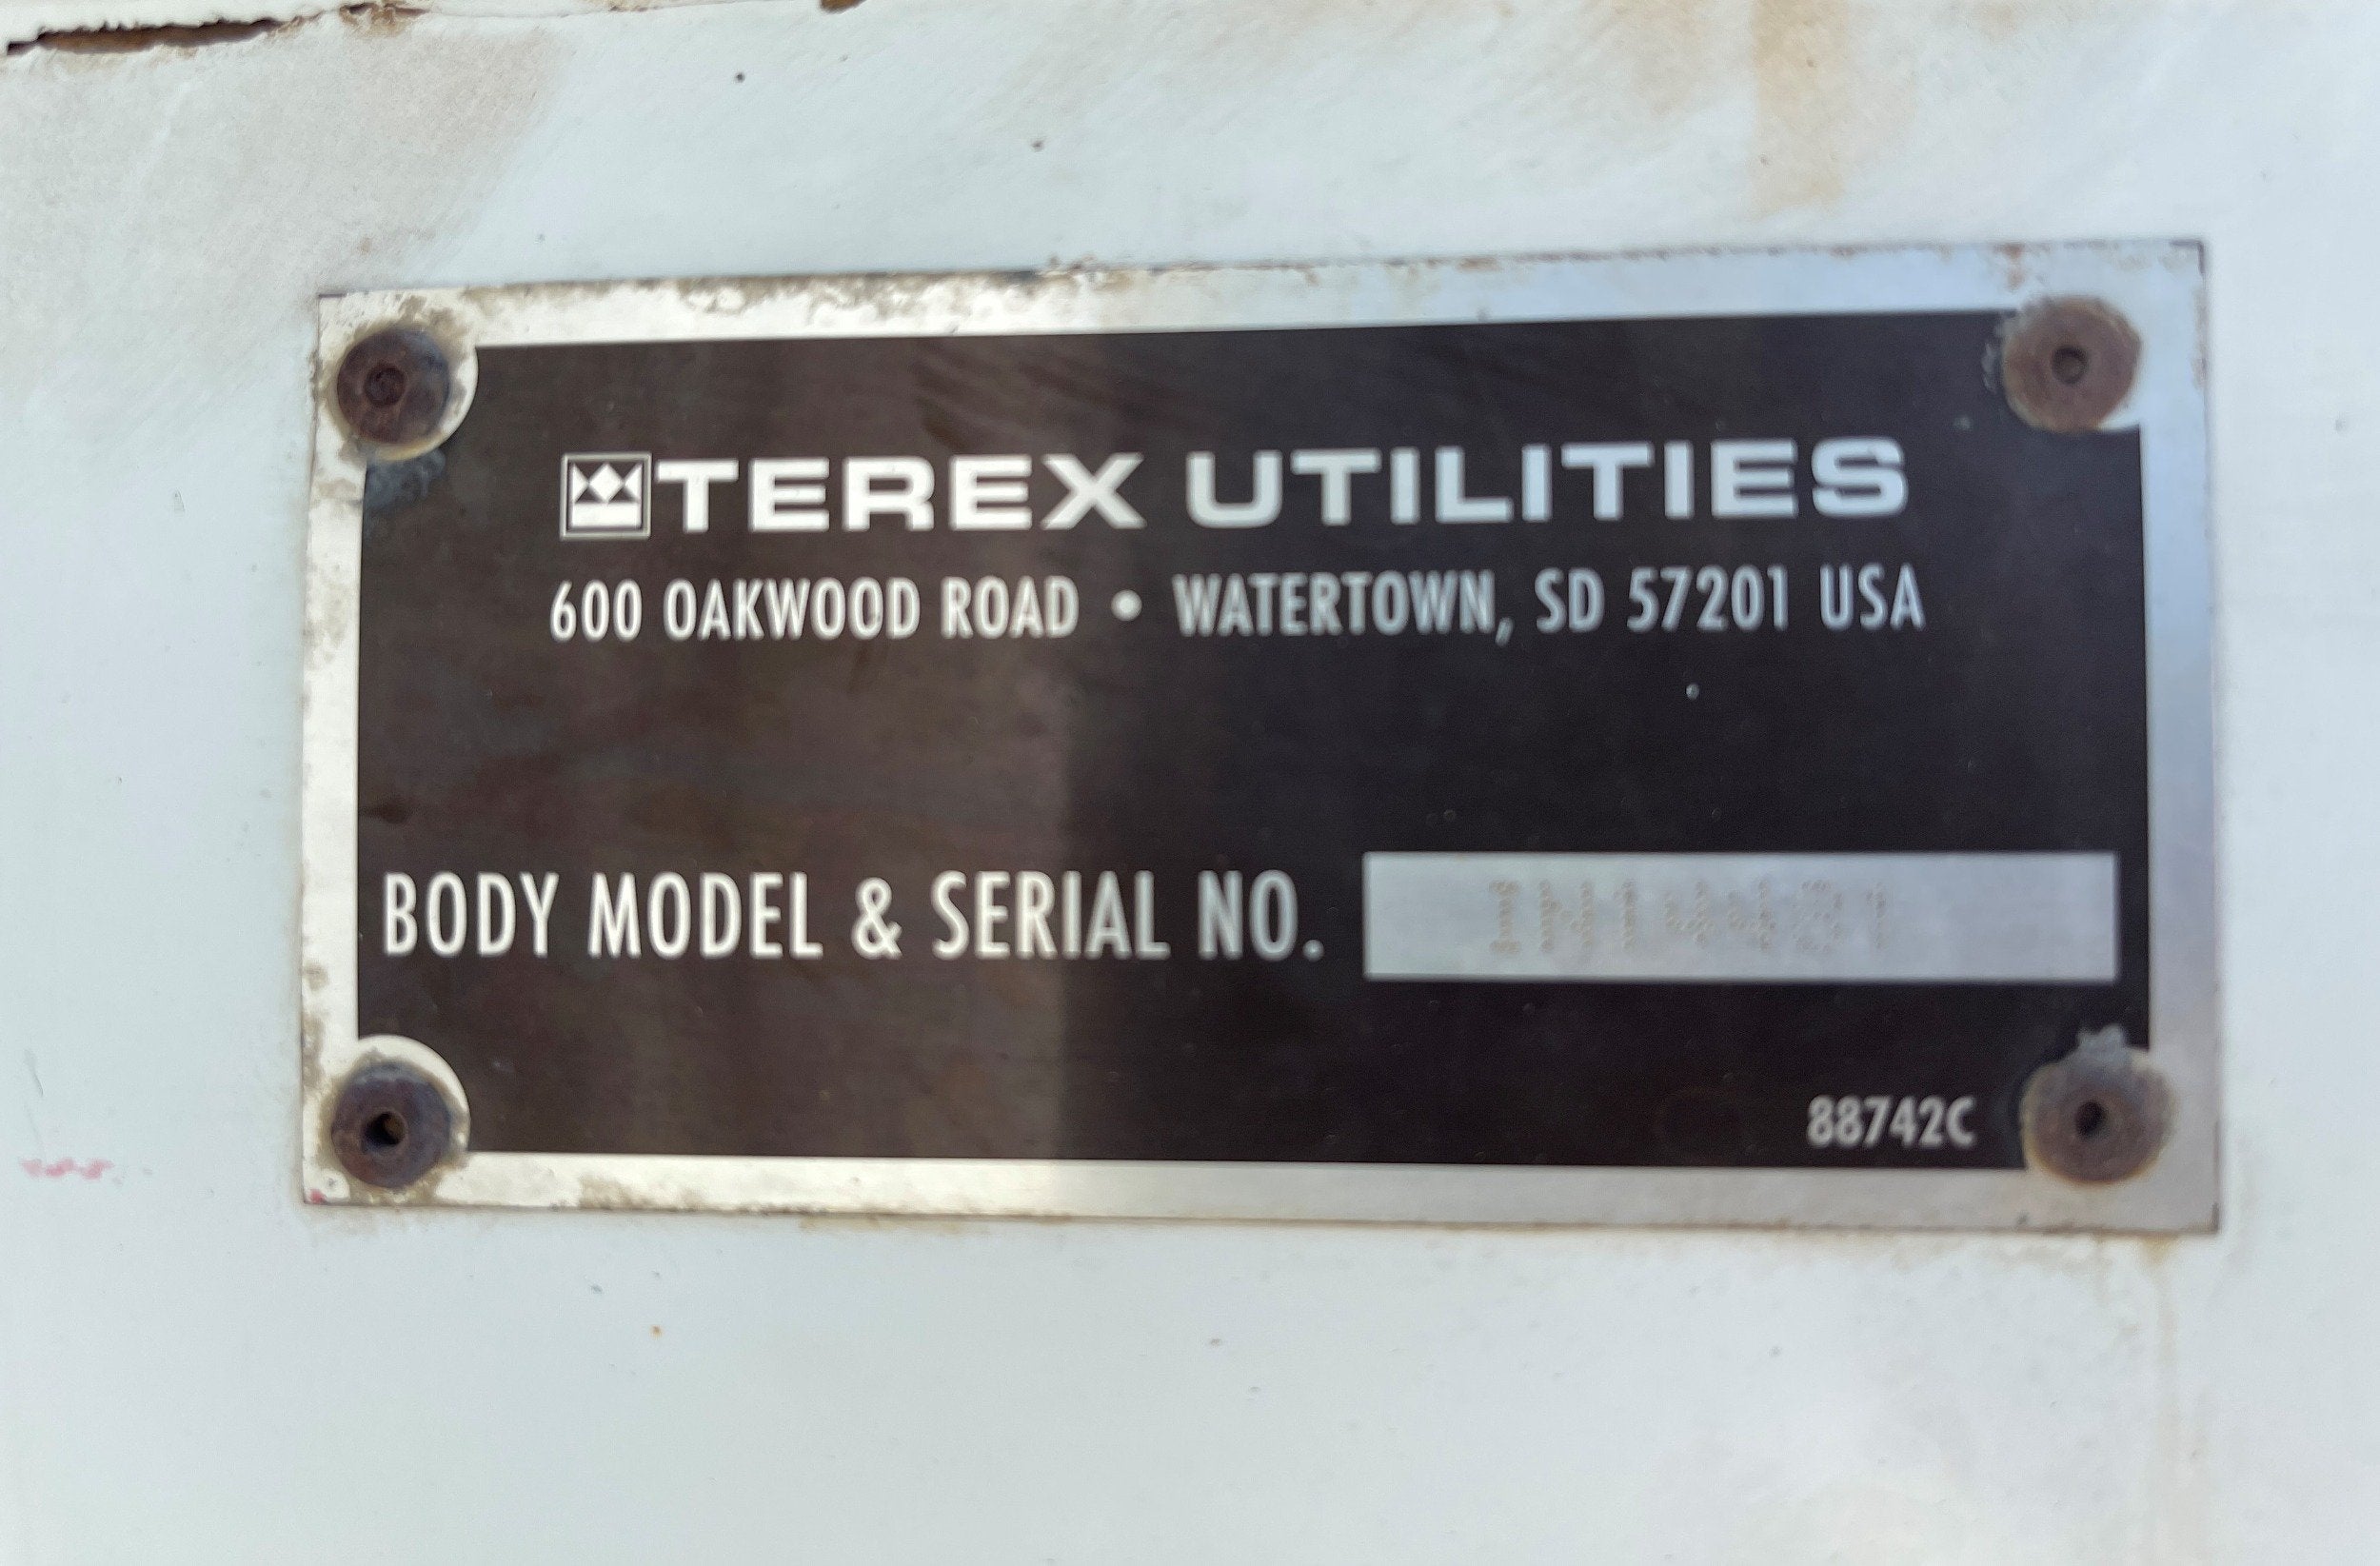 TEREX UTILITIES
600 OAKWOOD ROAD • WATERTOWN, SD 57201 USA
BODY MODEL & SERIAL NO.
88742C